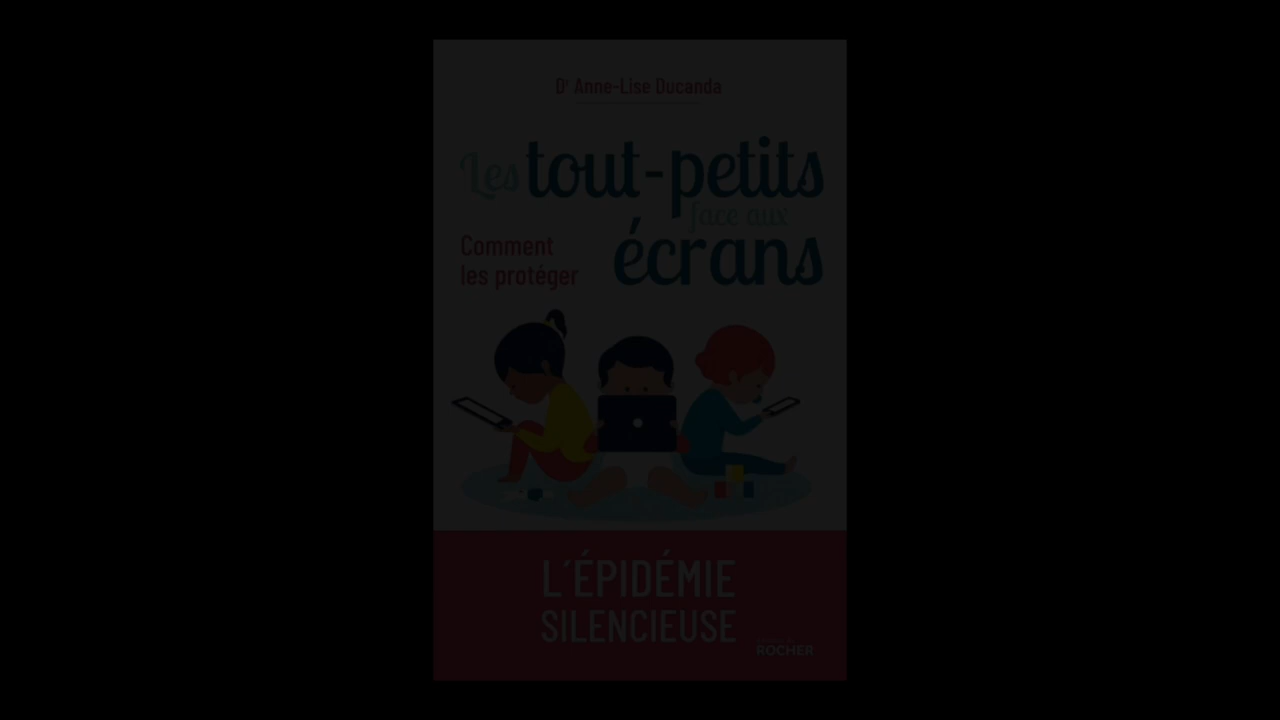 Dr Anne-Lise Ducanda
Les tout-petits
face aux
écrans
Comment
les protéger
L'ÉPIDÉMIE
SILENCIEUSE
ROCHER